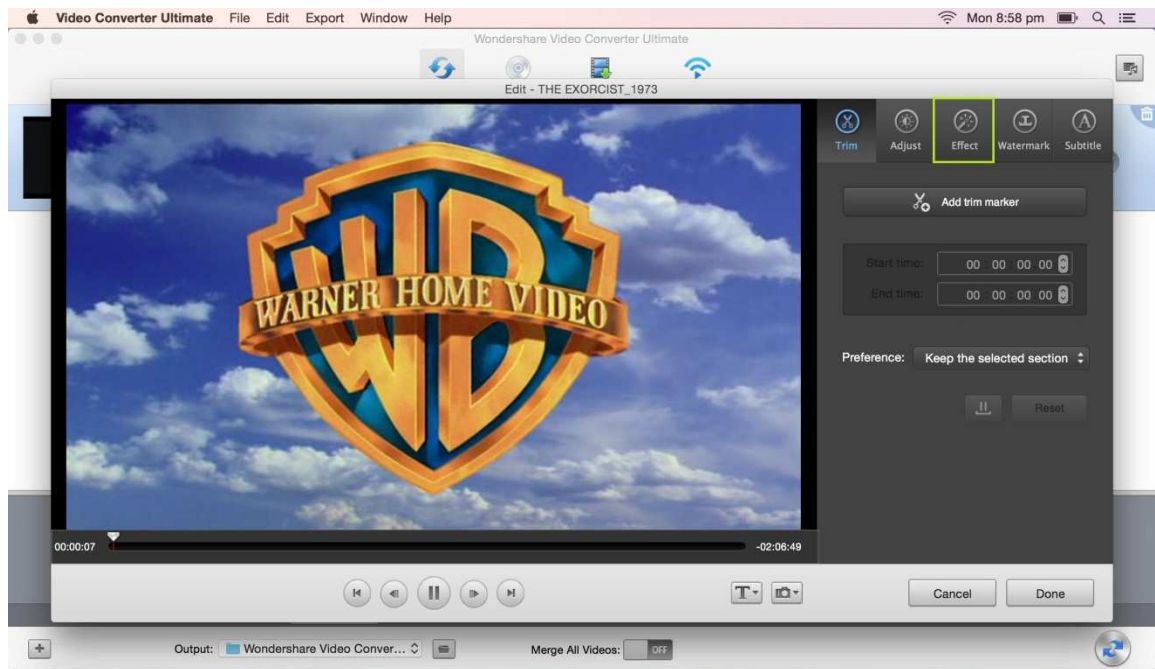 Video Converter Ultimate File Edit Export Window Help Mon 8:58 pm
Wondershare Video Converter Ultimate
Edit - THE EXORCIST_1973
Trim Adjust Effect Watermark Subtitle
WB
WARNER HOME VIDEO
Add trim marker
Start time: 00 00 00 00
End time: 00 00 00 00
Preference: Keep the selected section
Reset
00:00:07 -02:06:49
T
Cancel Done
Output: Wondershare Video Conver... Merge All Videos: OFF